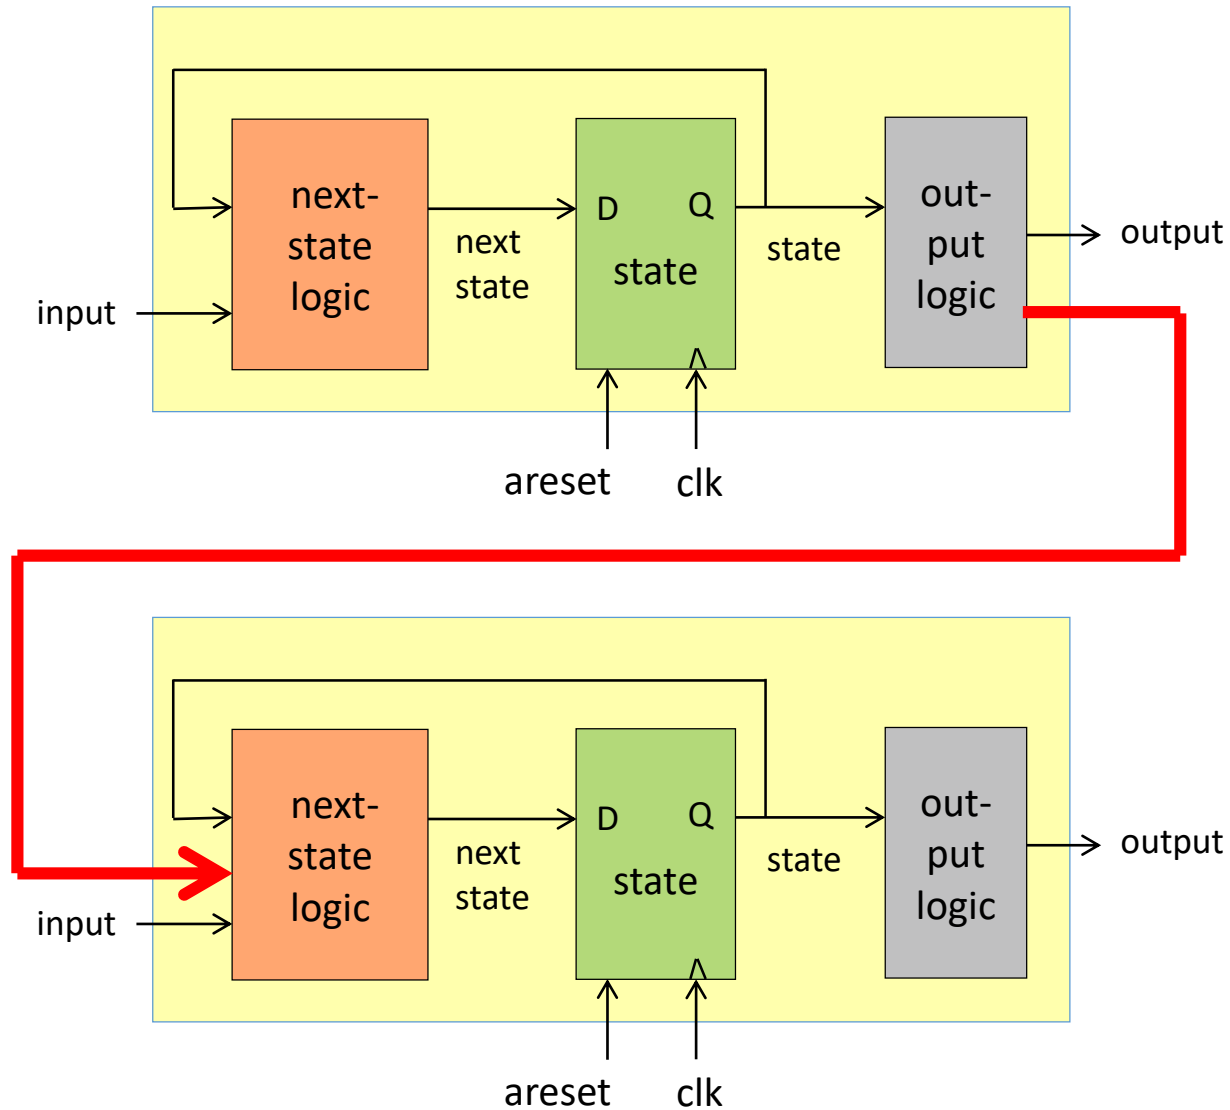 next-
state
logic
input
next
state
D
Q
state
state
out-
put
logic
output
areset
clk
next-
state
logic
input
next
state
D
Q
state
state
out-
put
logic
output
areset
clk